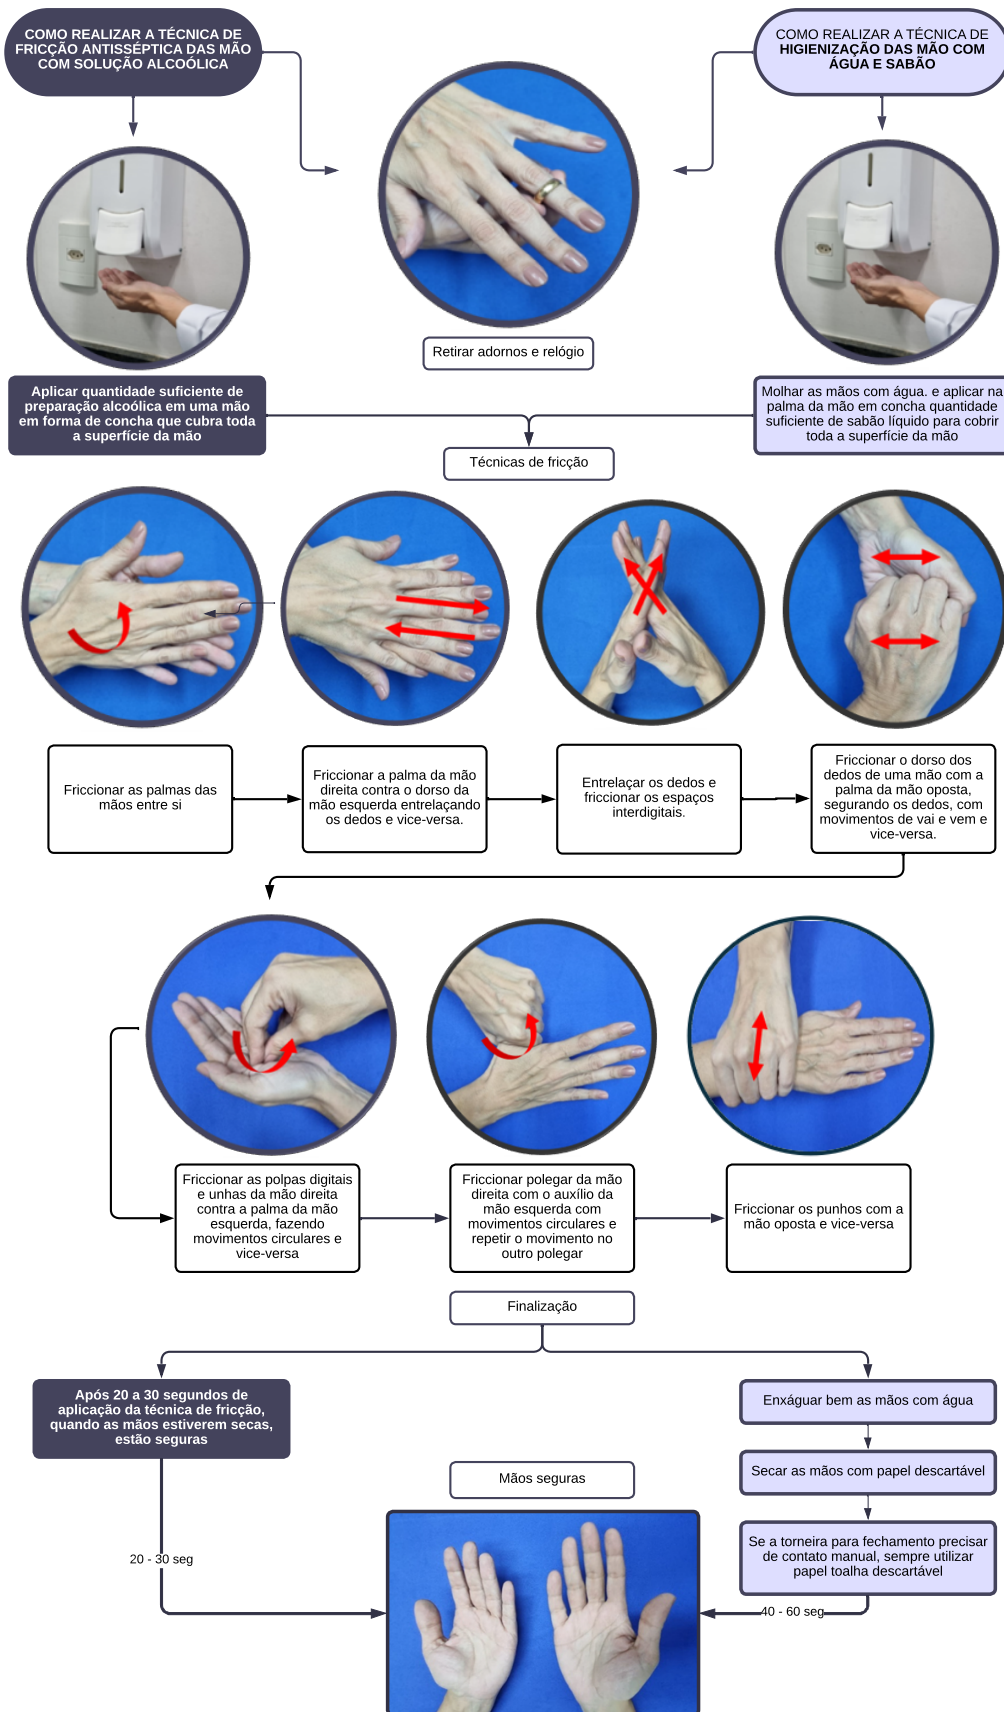 COMO REALIZAR A TÉCNICA DE
FRICÇÃO ANTISSÉPTICA DAS MÃO
COM SOLUÇÃO ALCOÓLICA
COMO REALIZAR A TÉCNICA DE
HIGIENIZAÇÃO DAS MÃO COM
ÁGUA E SABÃO
Retirar adornos e relógio
Aplicar quantidade suficiente de
preparação alcoólica em uma mão
em forma de concha que cubra toda
a superfície da mão
Molhar as mãos com água. e aplicar na
palma da mão em concha quantidade
suficiente de sabão líquido para cobrir
toda a superfície da mão
Técnicas de fricção
Friccionar as palmas das
mãos entre si
Friccionar a palma da mão
direita contra o dorso da
mão esquerda entrelaçando
os dedos e vice-versa.
Entrelaçar os dedos e
friccionar os espaços
interdigitais.
Friccionar o dorso dos
dedos de uma mão com a
palma da mão oposta,
segurando os dedos, com
movimentos de vai e vem e
vice-versa.
Friccionar as polpas digitais
e unhas da mão direita
contra a palma da mão
esquerda, fazendo
movimentos circulares e
vice-versa
Friccionar polegar da mão
direita com o auxílio da
mão esquerda com
movimentos circulares e
repetir o movimento no
outro polegar
Friccionar os punhos com a
mão oposta e vice-versa
Finalização
Após 20 a 30 segundos de
aplicação da técnica de fricção,
quando as mãos estiverem secas,
estão seguras
Enxáguar bem as mãos com água
Secar as mãos com papel descartável
Mãos seguras
Se a torneira para fechamento precisar
de contato manual, sempre utilizar
papel toalha descartável
20 - 30 seg
40 - 60 seg